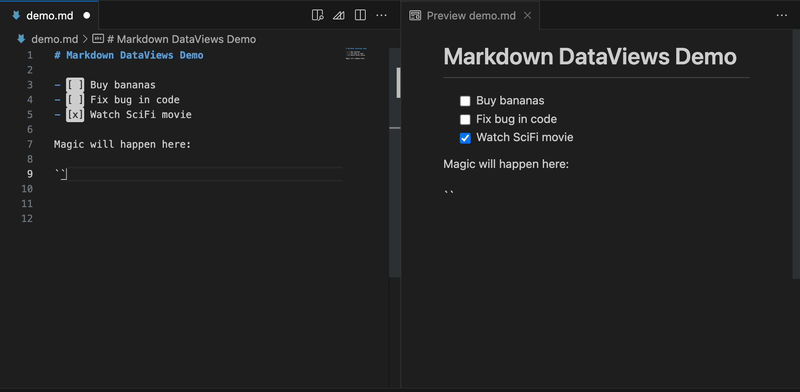 demo.md
demo.md > # Markdown DataViews Demo
1 # Markdown DataViews Demo
2
3 - [ ] Buy bananas
4 - [ ] Fix bug in code
5 - [x] Watch SciFi movie
6
7 Magic will happen here:
8
9 ``
10
11
12
Preview demo.md
Markdown DataViews Demo
Buy bananas
Fix bug in code
Watch SciFi movie
Magic will happen here:
``